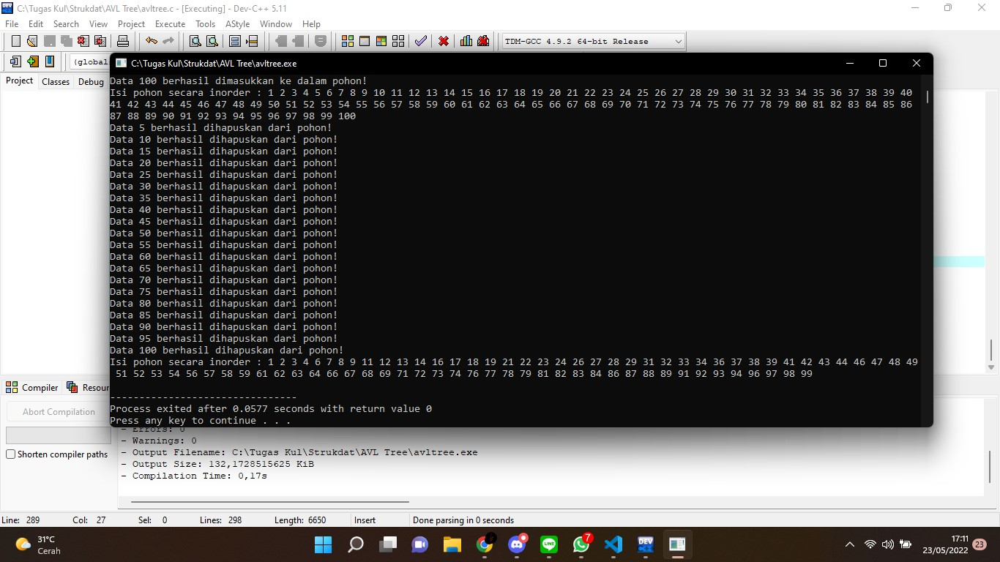 C:\Tugas Kul\Strukdat\AVL Tree\avltree.c - [Executing] - Dev-C++ 5.11
File Edit Search View Project Execute Tools AStyle Window Help
TDM-GCC 4.9.2 64-bit Release
(global
Project Classes Debug
C:\Tugas Kul\Strukdat\AVL Tree\avltree.exe
Data 100 berhasil dimasukkan ke dalam pohon!
Isi pohon secara inorder : 1 2 3 4 5 6 7 8 9 10 11 12 13 14 15 16 17 18 19 20 21 22 23 24 25 26 27 28 29 30 31 32 33 34 35 36 37 38 39 40
41 42 43 44 45 46 47 48 49 50 51 52 53 54 55 56 57 58 59 60 61 62 63 64 65 66 67 68 69 70 71 72 73 74 75 76 77 78 79 80 81 82 83 84 85 86
87 88 89 90 91 92 93 94 95 96 97 98 99 100
Data 5 berhasil dihapuskan dari pohon!
Data 10 berhasil dihapuskan dari pohon!
Data 15 berhasil dihapuskan dari pohon!
Data 20 berhasil dihapuskan dari pohon!
Data 25 berhasil dihapuskan dari pohon!
Data 30 berhasil dihapuskan dari pohon!
Data 35 berhasil dihapuskan dari pohon!
Data 40 berhasil dihapuskan dari pohon!
Data 45 berhasil dihapuskan dari pohon!
Data 50 berhasil dihapuskan dari pohon!
Data 55 berhasil dihapuskan dari pohon!
Data 60 berhasil dihapuskan dari pohon!
Data 65 berhasil dihapuskan dari pohon!
Data 70 berhasil dihapuskan dari pohon!
Data 75 berhasil dihapuskan dari pohon!
Data 80 berhasil dihapuskan dari pohon!
Data 85 berhasil dihapuskan dari pohon!
Data 90 berhasil dihapuskan dari pohon!
Data 95 berhasil dihapuskan dari pohon!
Data 100 berhasil dihapuskan dari pohon!
Isi pohon secara inorder : 1 2 3 4 6 7 8 9 11 12 13 14 16 17 18 19 21 22 23 24 26 27 28 29 31 32 33 34 36 37 38 39 41 42 43 44 46 47 48 49
51 52 53 54 56 57 58 59 61 62 63 64 66 67 68 69 71 72 73 74 76 77 78 79 81 82 83 84 86 87 88 89 91 92 93 94 96 97 98 99
--------------------------------
Process exited after 0.0577 seconds with return value 0
Press any key to continue . . .
Compiler Resour
Abort Compilation
Shorten compiler paths
- Errors: 0
- Warnings: 0
- Output Filename: C:\Tugas Kul\Strukdat\AVL Tree\avltree.exe
- Output Size: 132,1728515625 KiB
- Compilation Time: 0,17s
Line: 289 Col: 27 Sel: 0 Lines: 298 Length: 6650 Insert Done parsing in 0 seconds
31°C
Cerah
DEV
7
17:11
23/05/2022
23